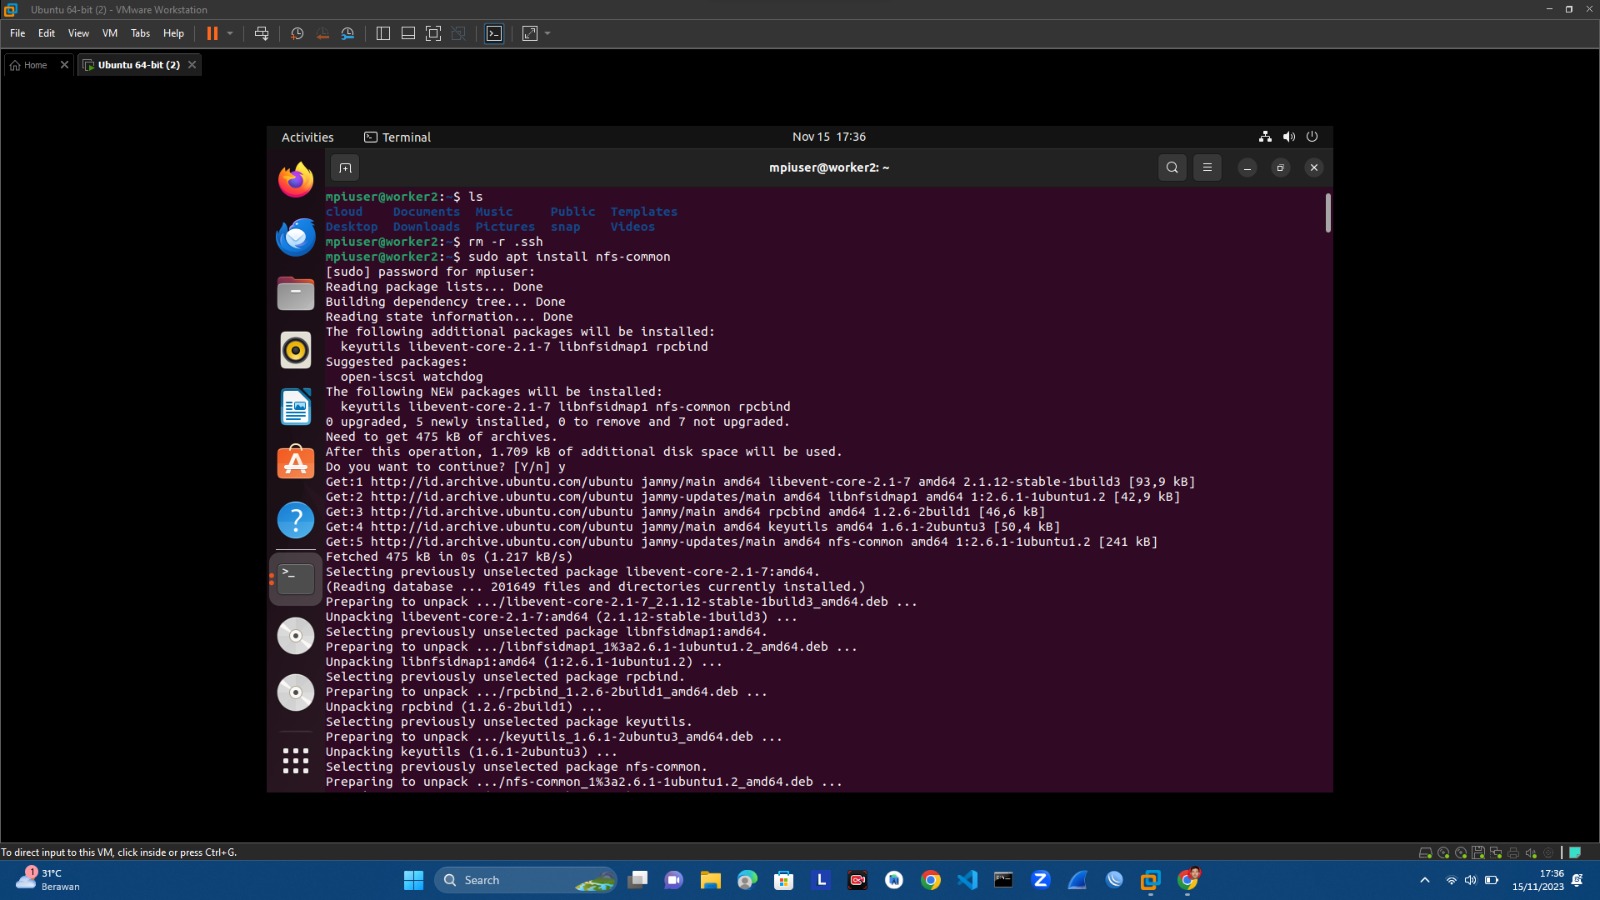 Ubuntu 64-bit (2) - VMware Workstation
File Edit View VM Tabs Help
Home Ubuntu 64-bit (2)
Activities Terminal Nov 15 17:36
mpiuser@worker2: ~
mpiuser@worker2:~$ ls
cloud Documents Music Public Templates
Desktop Downloads Pictures snap Videos
mpiuser@worker2:~$ rm -r .ssh
mpiuser@worker2:~$ sudo apt install nfs-common
[sudo] password for mpiuser:
Reading package lists... Done
Building dependency tree... Done
Reading state information... Done
The following additional packages will be installed:
keyutils libevent-core-2.1-7 libnfsidmap1 rpcbind
Suggested packages:
open-iscsi watchdog
The following NEW packages will be installed:
keyutils libevent-core-2.1-7 libnfsidmap1 nfs-common rpcbind
0 upgraded, 5 newly installed, 0 to remove and 7 not upgraded.
Need to get 475 kB of archives.
After this operation, 1.709 kB of additional disk space will be used.
Do you want to continue? [Y/n] y
Get:1 http://id.archive.ubuntu.com/ubuntu jammy/main amd64 libevent-core-2.1-7 amd64 2.1.12-stable-1build3 [93,9 kB]
Get:2 http://id.archive.ubuntu.com/ubuntu jammy-updates/main amd64 libnfsidmap1 amd64 1:2.6.1-1ubuntu1.2 [42,9 kB]
Get:3 http://id.archive.ubuntu.com/ubuntu jammy/main amd64 rpcbind amd64 1.2.6-2build1 [46,6 kB]
Get:4 http://id.archive.ubuntu.com/ubuntu jammy/main amd64 keyutils amd64 1.6.1-2ubuntu3 [50,4 kB]
Get:5 http://id.archive.ubuntu.com/ubuntu jammy-updates/main amd64 nfs-common amd64 1:2.6.1-1ubuntu1.2 [241 kB]
Fetched 475 kB in 0s (1.217 kB/s)
Selecting previously unselected package libevent-core-2.1-7:amd64.
(Reading database ... 201649 files and directories currently installed.)
Preparing to unpack .../libevent-core-2.1-7_2.1.12-stable-1build3_amd64.deb ...
Unpacking libevent-core-2.1-7:amd64 (2.1.12-stable-1build3) ...
Selecting previously unselected package libnfsidmap1:amd64.
Preparing to unpack .../libnfsidmap1_1%3a2.6.1-1ubuntu1.2_amd64.deb ...
Unpacking libnfsidmap1:amd64 (1:2.6.1-1ubuntu1.2) ...
Selecting previously unselected package rpcbind.
Preparing to unpack .../rpcbind_1.2.6-2build1_amd64.deb ...
Unpacking rpcbind (1.2.6-2build1) ...
Selecting previously unselected package keyutils.
Preparing to unpack .../keyutils_1.6.1-2ubuntu3_amd64.deb ...
Unpacking keyutils (1.6.1-2ubuntu3) ...
Selecting previously unselected package nfs-common.
Preparing to unpack .../nfs-common_1%3a2.6.1-1ubuntu1.2_amd64.deb ...
To direct input to this VM, click inside or press Ctrl+G.
1
31°C
Berawan
Search
17:36
15/11/2023